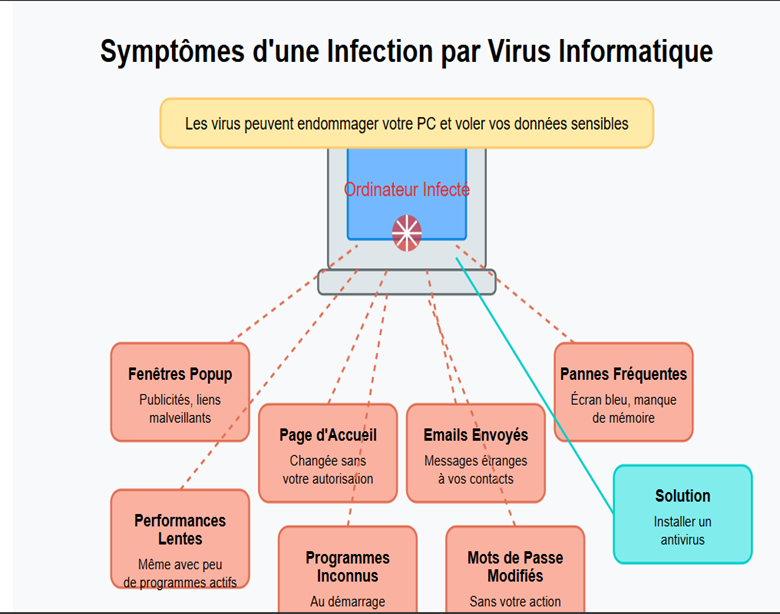 Symptômes d'une Infection par Virus Informatique
Les virus peuvent endommager votre PC et voler vos données sensibles
Ordinateur Infecté
Fenêtres Popup
Publicités, liens
malveillants
Pannes Fréquentes
Écran bleu, manque
de mémoire
Page d'Accueil
Changée sans
votre autorisation
Emails Envoyés
Messages étranges
à vos contacts
Solution
Installer un
antivirus
Performances
Lentes
Même avec peu
de programmes actifs
Programmes
Inconnus
Au démarrage
Mots de Passe
Modifiés
Sans votre action